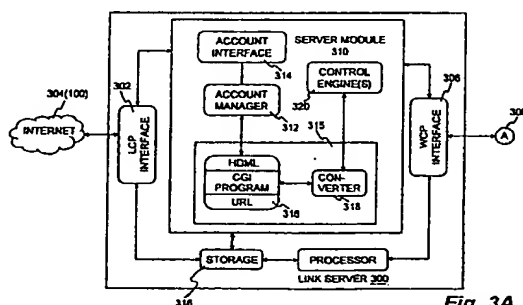 SERVER MODULE
310
ACCOUNT
INTERFACE
314
CONTROL
ENGINE(S)
320
ACCOUNT
MANAGER
312
302
304(100)
INTERNET
LCP
INTERFACE
306
WCP
INTERFACE
A
315
HDML
CGI
PROGRAM
URL
316
CON-
VERTER
318
STORAGE
316
PROCESSOR
LINK SERVER 300
Fig. 3A